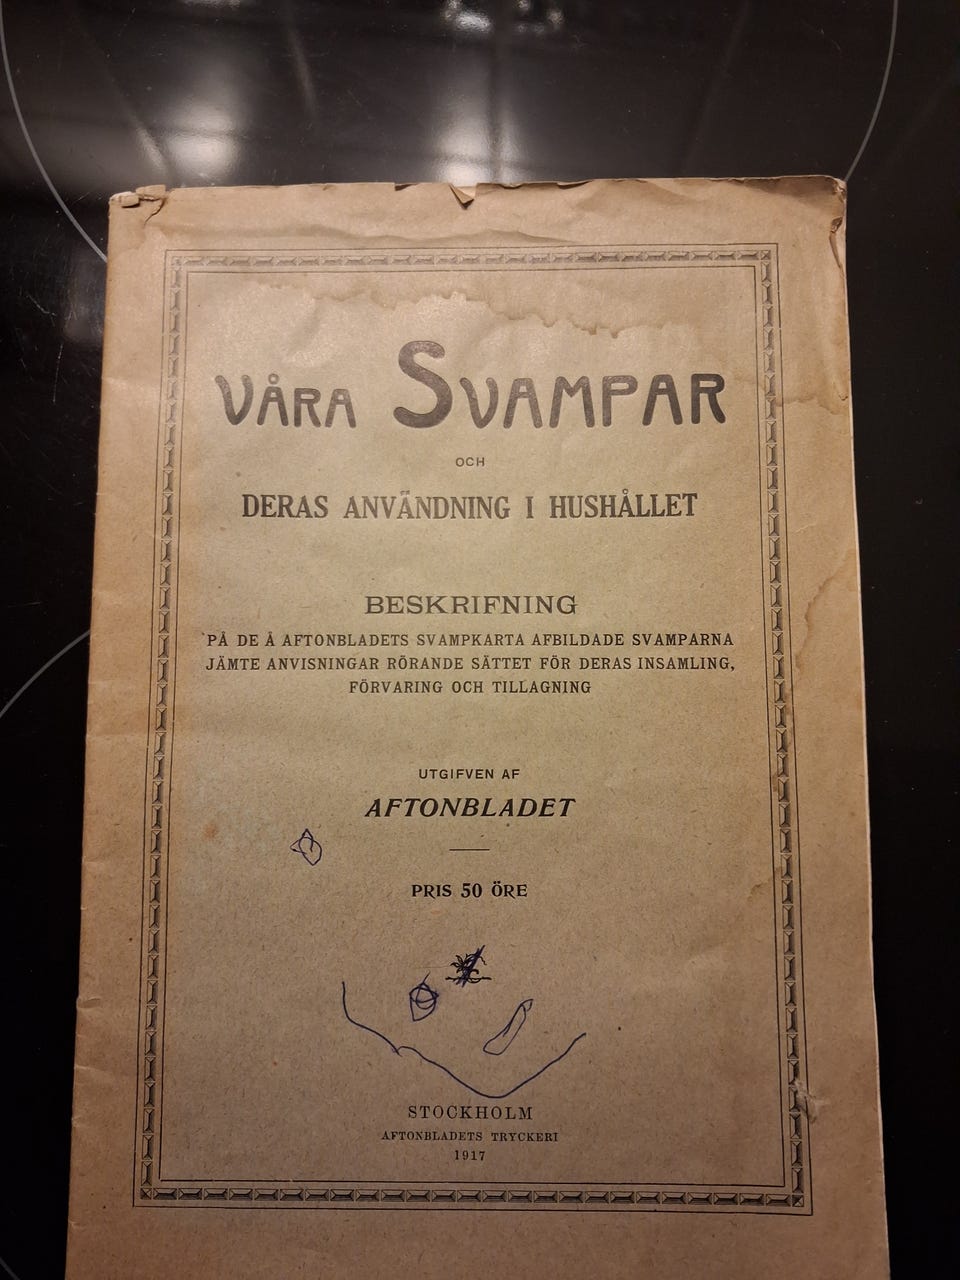 VÅRA SVAMPAR
OCH
DERAS ANVÄNDNING I HUSHÅLLET
BESKRIFNING
PÅ DE Å AFTONBLADETS SVAMPKARTA AFBILDADE SVAMPARNA
JÄMTE ANVISNINGAR RÖRANDE SÄTTET FÖR DERAS INSAMLING,
FÖRVARING OCH TILLAGNING
UTGIFVEN AF
AFTONBLADET
PRIS 50 ÖRE
STOCKHOLM
AFTONBLADETS TRYCKERI
1917